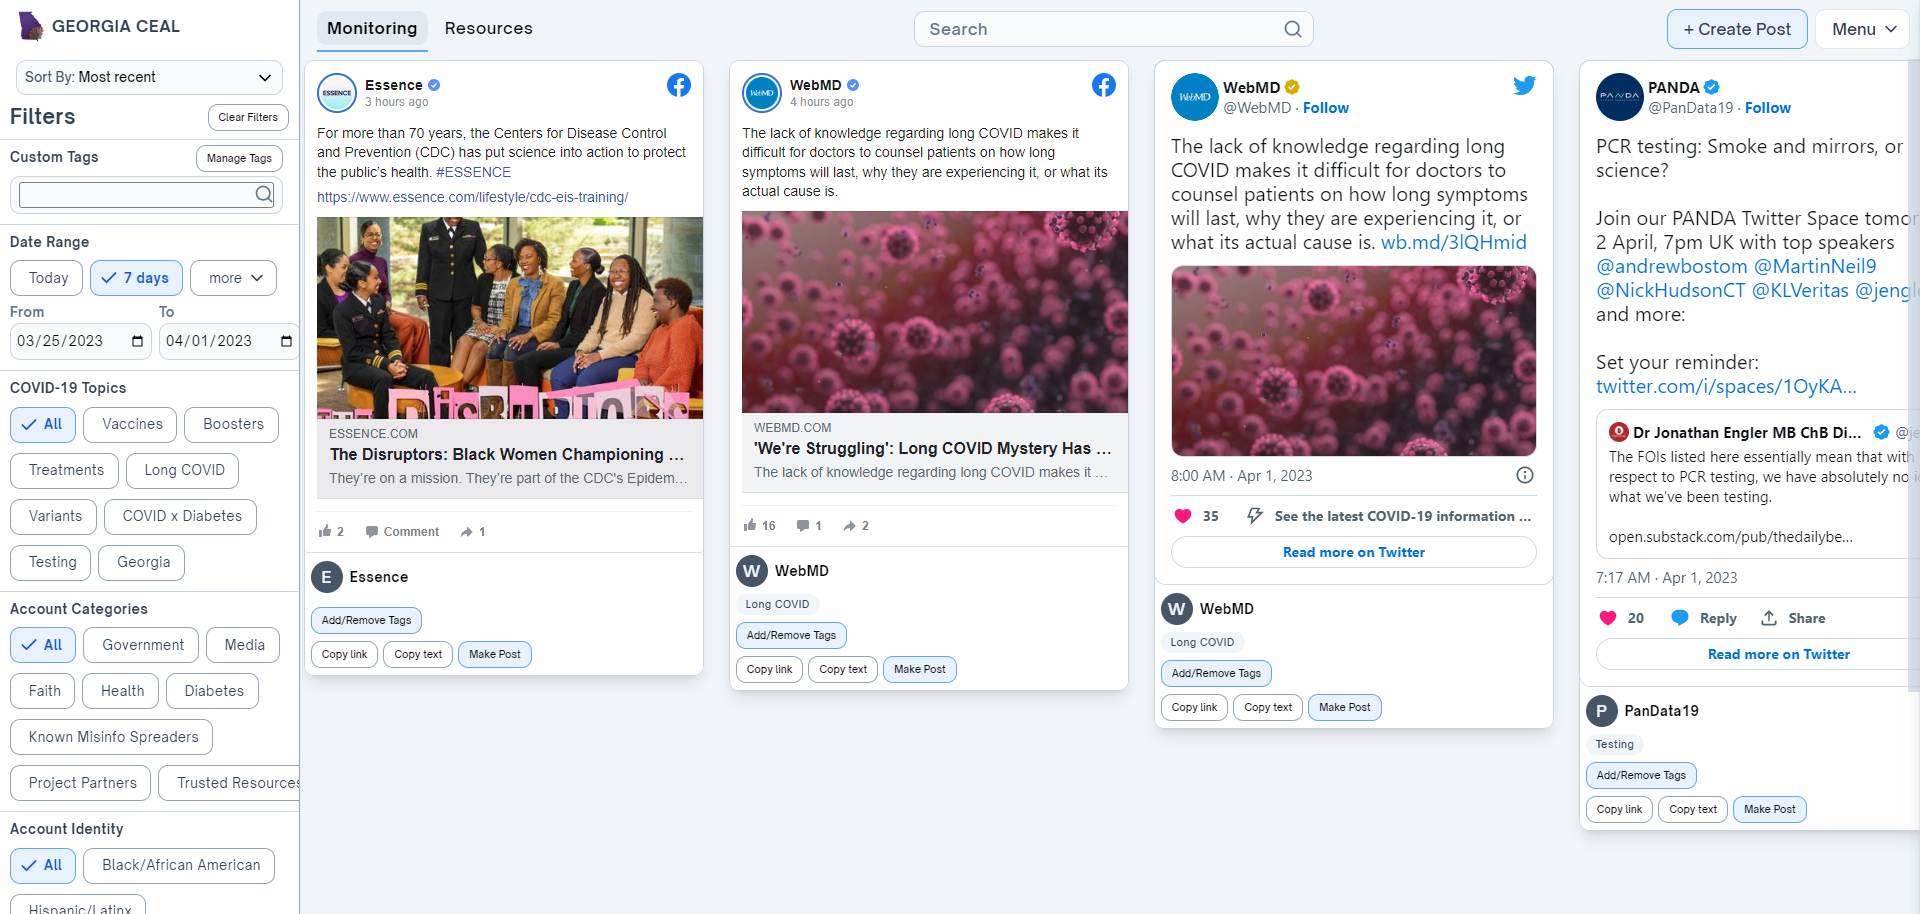 GEORGIA CEAL
Monitoring
Resources
Search
+ Create Post
Menu
Sort By: Most recent
Filters
Clear Filters
Custom Tags
Manage Tags
Date Range
Today
7 days
more
From
To
03/25/2023
04/01/2023
COVID-19 Topics
All
Vaccines
Boosters
Treatments
Long COVID
Variants
COVID x Diabetes
Testing
Georgia
Account Categories
All
Government
Media
Faith
Health
Diabetes
Known Misinfo Spreaders
Project Partners
Trusted Resources
Account Identity
All
Black/African American
Hispanic/Latinx
ESSENCE
Essence
3 hours ago
For more than 70 years, the Centers for Disease Control
and Prevention (CDC) has put science into action to protect
the public's health. #ESSENCE
https://www.essence.com/lifestyle/cdc-eis-training/
THE DISRUPTORS
ESSENCE.COM
The Disruptors: Black Women Championing ...
They're on a mission. They're part of the CDC's Epidem...
2
Comment
1
E
Essence
Add/Remove Tags
Copy link
Copy text
Make Post
WebMD
WebMD
4 hours ago
The lack of knowledge regarding long COVID makes it
difficult for doctors to counsel patients on how long
symptoms will last, why they are experiencing it, or what its
actual cause is.
WEBMD.COM
'We're Struggling': Long COVID Mystery Has ...
The lack of knowledge regarding long COVID makes it ...
16
1
2
W
WebMD
Long COVID
Add/Remove Tags
Copy link
Copy text
Make Post
WebMD
WebMD
@WebMD · Follow
The lack of knowledge regarding long
COVID makes it difficult for doctors to
counsel patients on how long symptoms
will last, why they are experiencing it, or
what its actual cause is. wb.md/3lQHmid
8:00 AM · Apr 1, 2023
35
See the latest COVID-19 information ...
Read more on Twitter
W
WebMD
Long COVID
Add/Remove Tags
Copy link
Copy text
Make Post
PANDA
PANDA
@PanData19 · Follow
PCR testing: Smoke and mirrors, or
science?
Join our PANDA Twitter Space tomor
2 April, 7pm UK with top speakers
@andrewbostom @MartinNeil9
@NickHudsonCT @KLVeritas @jengle
and more:
Set your reminder:
twitter.com/i/spaces/1OyKA...
Dr Jonathan Engler MB ChB Di... @je
The FOIs listed here essentially mean that with
respect to PCR testing, we have absolutely no i
what we've been testing.
open.substack.com/pub/thedailybe...
7:17 AM · Apr 1, 2023
20
Reply
Share
Read more on Twitter
P
PanData19
Testing
Add/Remove Tags
Copy link
Copy text
Make Post